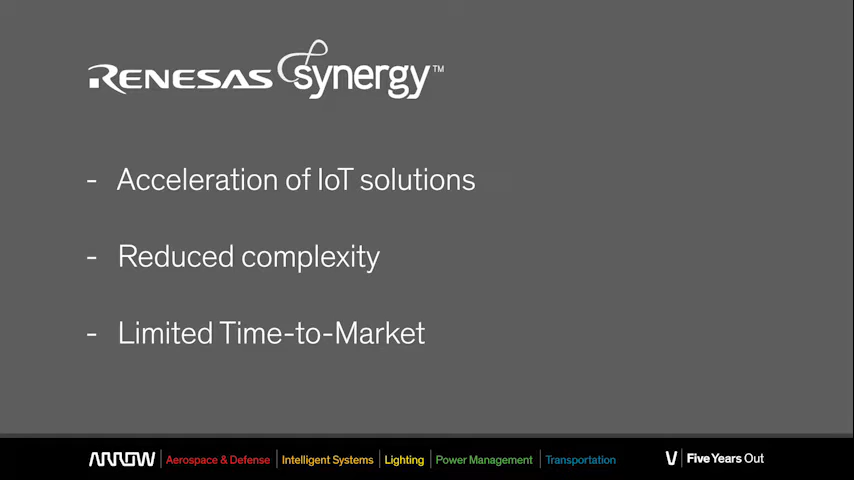 RENESAS synergy™
- Acceleration of IoT solutions
- Reduced complexity
- Limited Time-to-Market
ARROW | Aerospace & Defense | Intelligent Systems | Lighting | Power Management | Transportation | Five Years Out